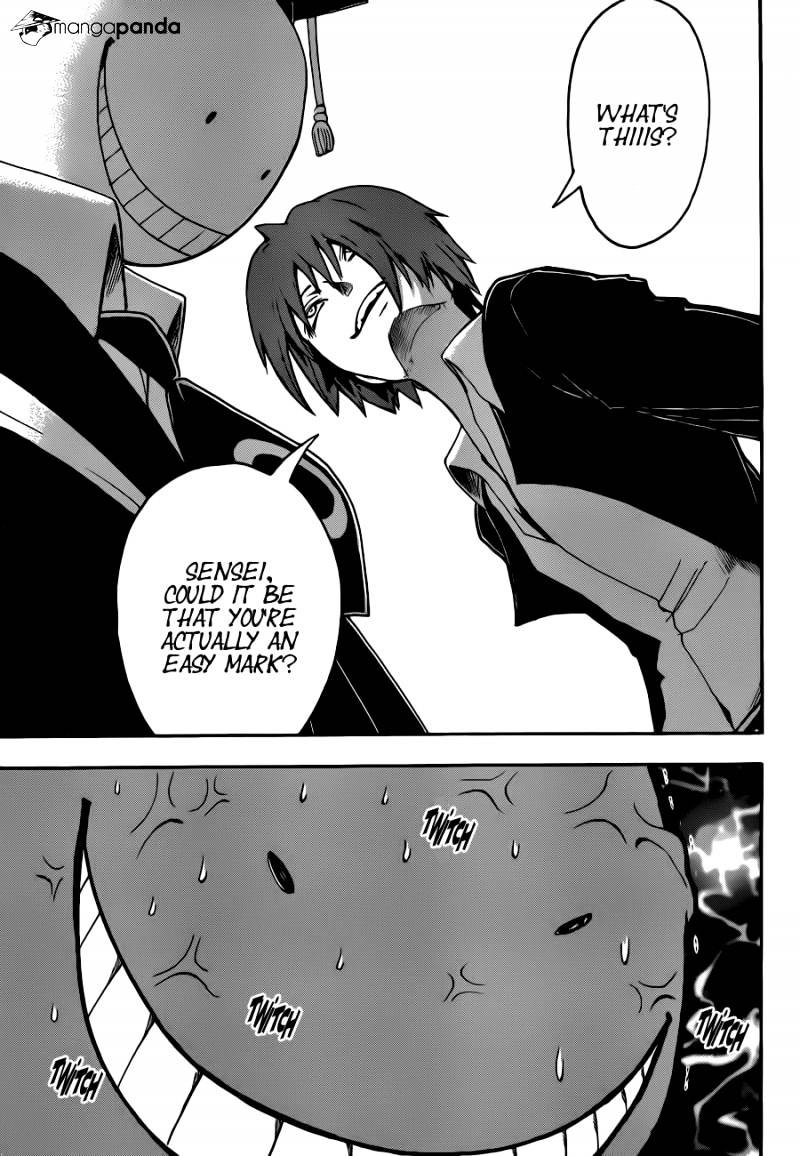 mangapanda
WHAT'S
THIIIS?
SENSEI,
COULD IT BE
THAT YOU'RE
ACTUALLY AN
EASY MARK?
TWITCH
TWITCH
TWITCH
TWITCH